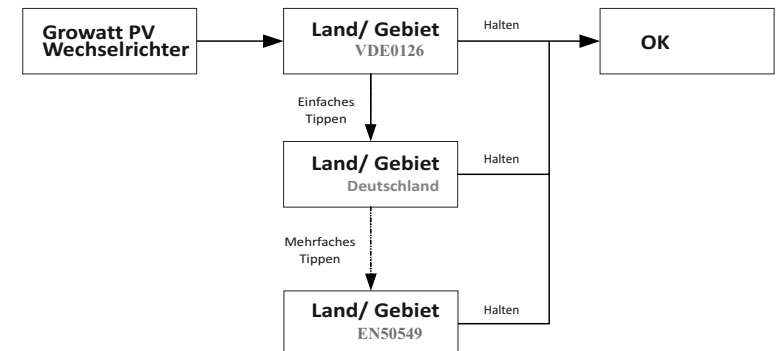 Growatt PV
Wechselrichter
Land/ Gebiet
VDE0126
Halten
OK
Einfaches
Tippen
Land/ Gebiet
Deutschland
Halten
Mehrfaches
Tippen
Land/ Gebiet
EN50549
Halten